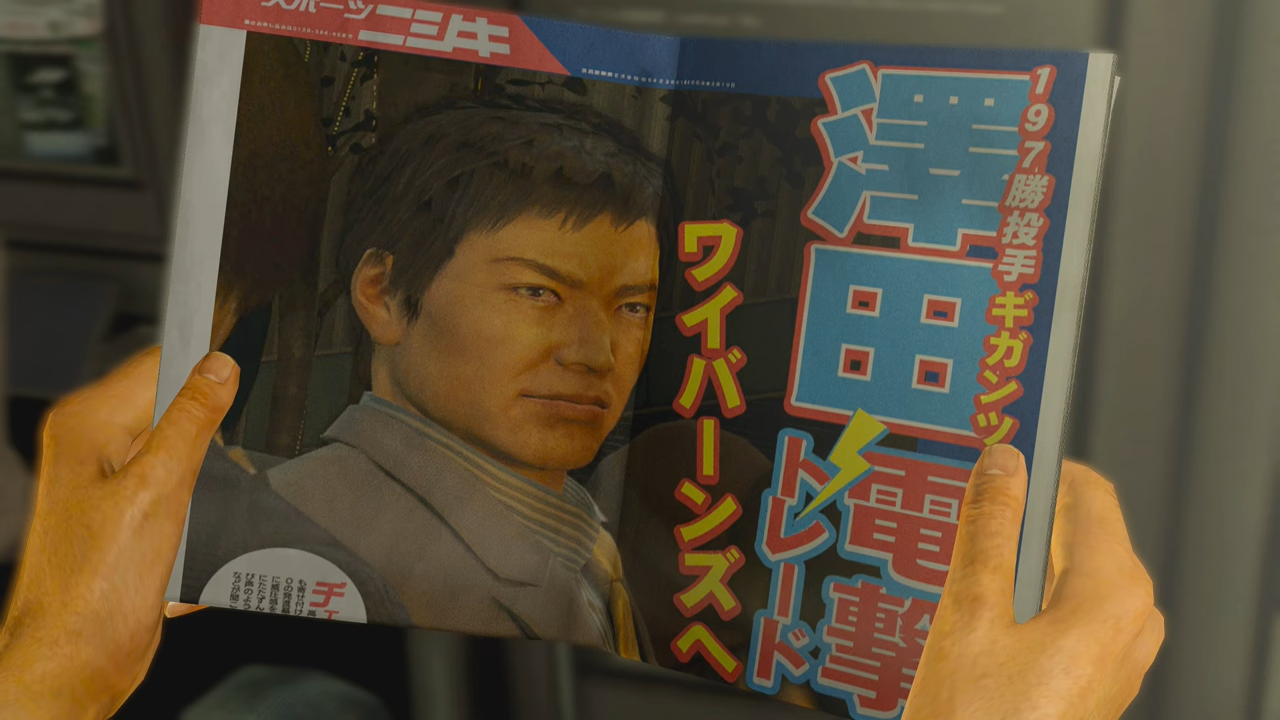 スポーツニシキ
197勝投手ギガンツ
澤田電撃
トレード
ワイバーンズへ
チェ